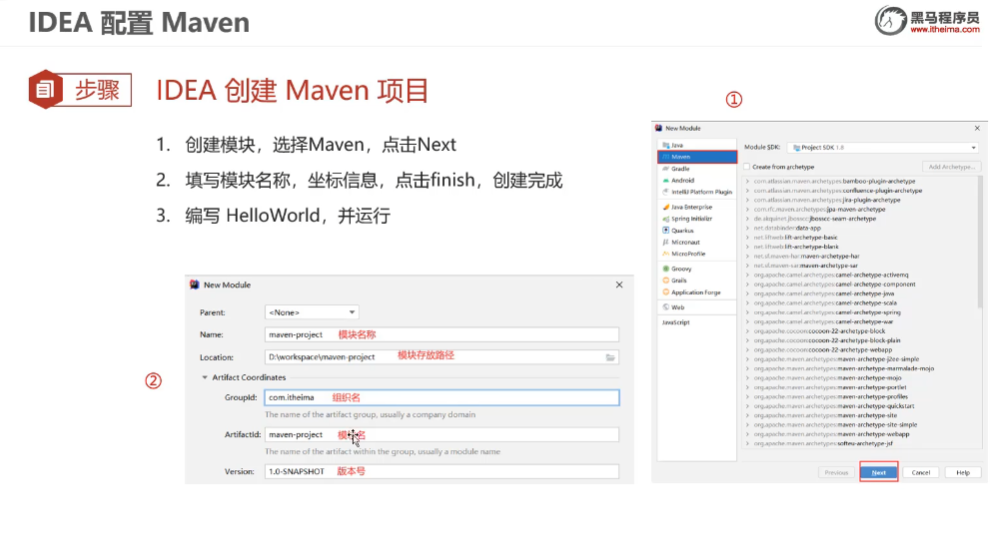 IDEA 配置 Maven
黑马程序员
www.itheima.com
步骤
IDEA 创建 Maven 项目
1. 创建模块，选择Maven，点击Next
2. 填写模块名称，坐标信息，点击finish，创建完成
3. 编写 HelloWorld，并运行
①
New Module
Java
Maven
Gradle
Android
IntelliJ Platform Plugin
Java Enterprise
Spring Initializr
Quarkus
Micronaut
MicroProfile
Groovy
Grails
Application Forge
Web
JavaScript
Module SDK:
Project SDK 1.8
Create from archetype
Add Archetype...
com.atlassian.maven.archetypes:bamboo-plugin-archetype
com.atlassian.maven.archetypes:confluence-plugin-archetype
com.atlassian.maven.archetypes:jira-plugin-archetype
com.rfc.maven.archetypes:jpa-maven-archetype
de.akquinet.jbosscc:jbosscc-seam-archetype
net.databinder:data-app
net.liftweb:lift-archetype-basic
net.liftweb:lift-archetype-blank
net.sf.maven-har:maven-archetype-har
net.sf.maven-sar:maven-archetype-sar
org.apache.camel.archetypes:camel-archetype-activemq
org.apache.camel.archetypes:camel-archetype-component
org.apache.camel.archetypes:camel-archetype-java
org.apache.camel.archetypes:camel-archetype-scala
org.apache.camel.archetypes:camel-archetype-spring
org.apache.camel.archetypes:camel-archetype-war
org.apache.cocoon:cocoon-22-archetype-block
org.apache.cocoon:cocoon-22-archetype-block-plain
org.apache.cocoon:cocoon-22-archetype-webapp
org.apache.maven.archetypes:maven-archetype-j2ee-simple
org.apache.maven.archetypes:maven-archetype-marmalade-mojo
org.apache.maven.archetypes:maven-archetype-mojo
org.apache.maven.archetypes:maven-archetype-portlet
org.apache.maven.archetypes:maven-archetype-profiles
org.apache.maven.archetypes:maven-archetype-quickstart
org.apache.maven.archetypes:maven-archetype-site
org.apache.maven.archetypes:maven-archetype-site-simple
org.apache.maven.archetypes:maven-archetype-webapp
Previous
Next
Cancel
Help
②
New Module
Parent: <None>
Name: maven-project 模块名称
Location: D:\workspace\maven-project 模块存放路径
Artifact Coordinates
GroupId: com.itheima 组织名
The name of the artifact group, usually a company domain
ArtifactId: maven-project 模块名
The name of the artifact within the group, usually a module name
Version: 1.0-SNAPSHOT 版本号